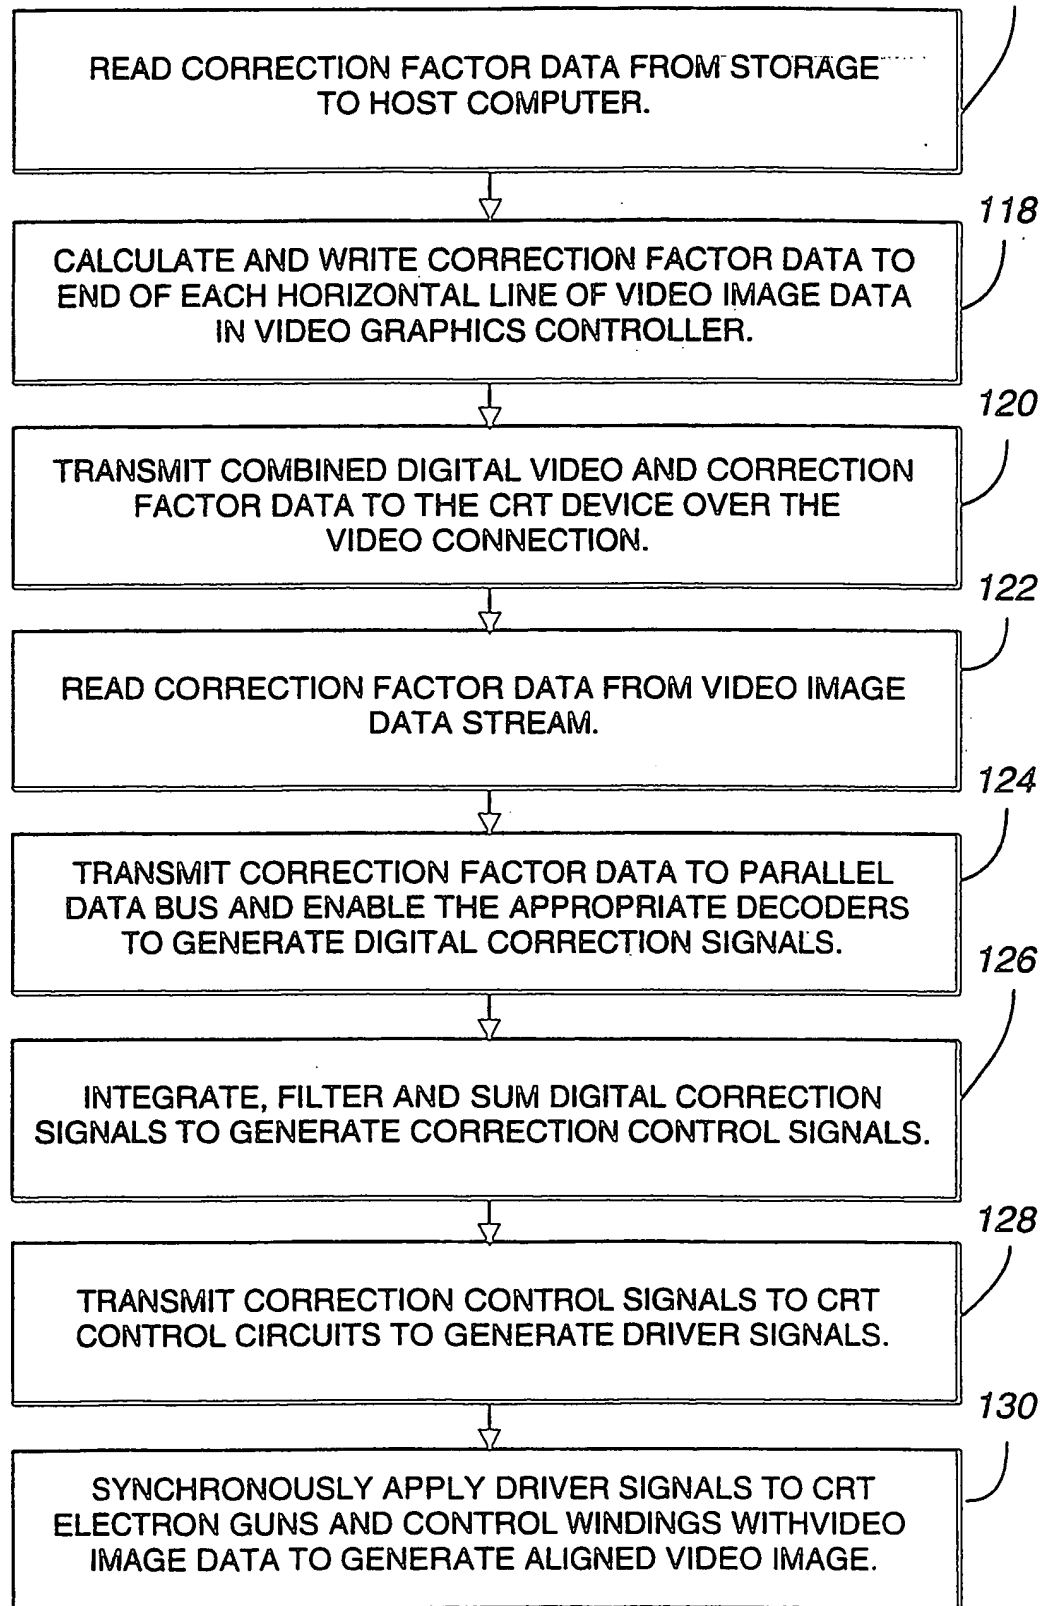 READ CORRECTION FACTOR DATA FROM STORAGE
TO HOST COMPUTER.
118
CALCULATE AND WRITE CORRECTION FACTOR DATA TO
END OF EACH HORIZONTAL LINE OF VIDEO IMAGE DATA
IN VIDEO GRAPHICS CONTROLLER.
120
TRANSMIT COMBINED DIGITAL VIDEO AND CORRECTION
FACTOR DATA TO THE CRT DEVICE OVER THE
VIDEO CONNECTION.
122
READ CORRECTION FACTOR DATA FROM VIDEO IMAGE
DATA STREAM.
124
TRANSMIT CORRECTION FACTOR DATA TO PARALLEL
DATA BUS AND ENABLE THE APPROPRIATE DECODERS
TO GENERATE DIGITAL CORRECTION SIGNALS.
126
INTEGRATE, FILTER AND SUM DIGITAL CORRECTION
SIGNALS TO GENERATE CORRECTION CONTROL SIGNALS.
128
TRANSMIT CORRECTION CONTROL SIGNALS TO CRT
CONTROL CIRCUITS TO GENERATE DRIVER SIGNALS.
130
SYNCHRONOUSLY APPLY DRIVER SIGNALS TO CRT
ELECTRON GUNS AND CONTROL WINDINGS WITHVIDEO
IMAGE DATA TO GENERATE ALIGNED VIDEO IMAGE.